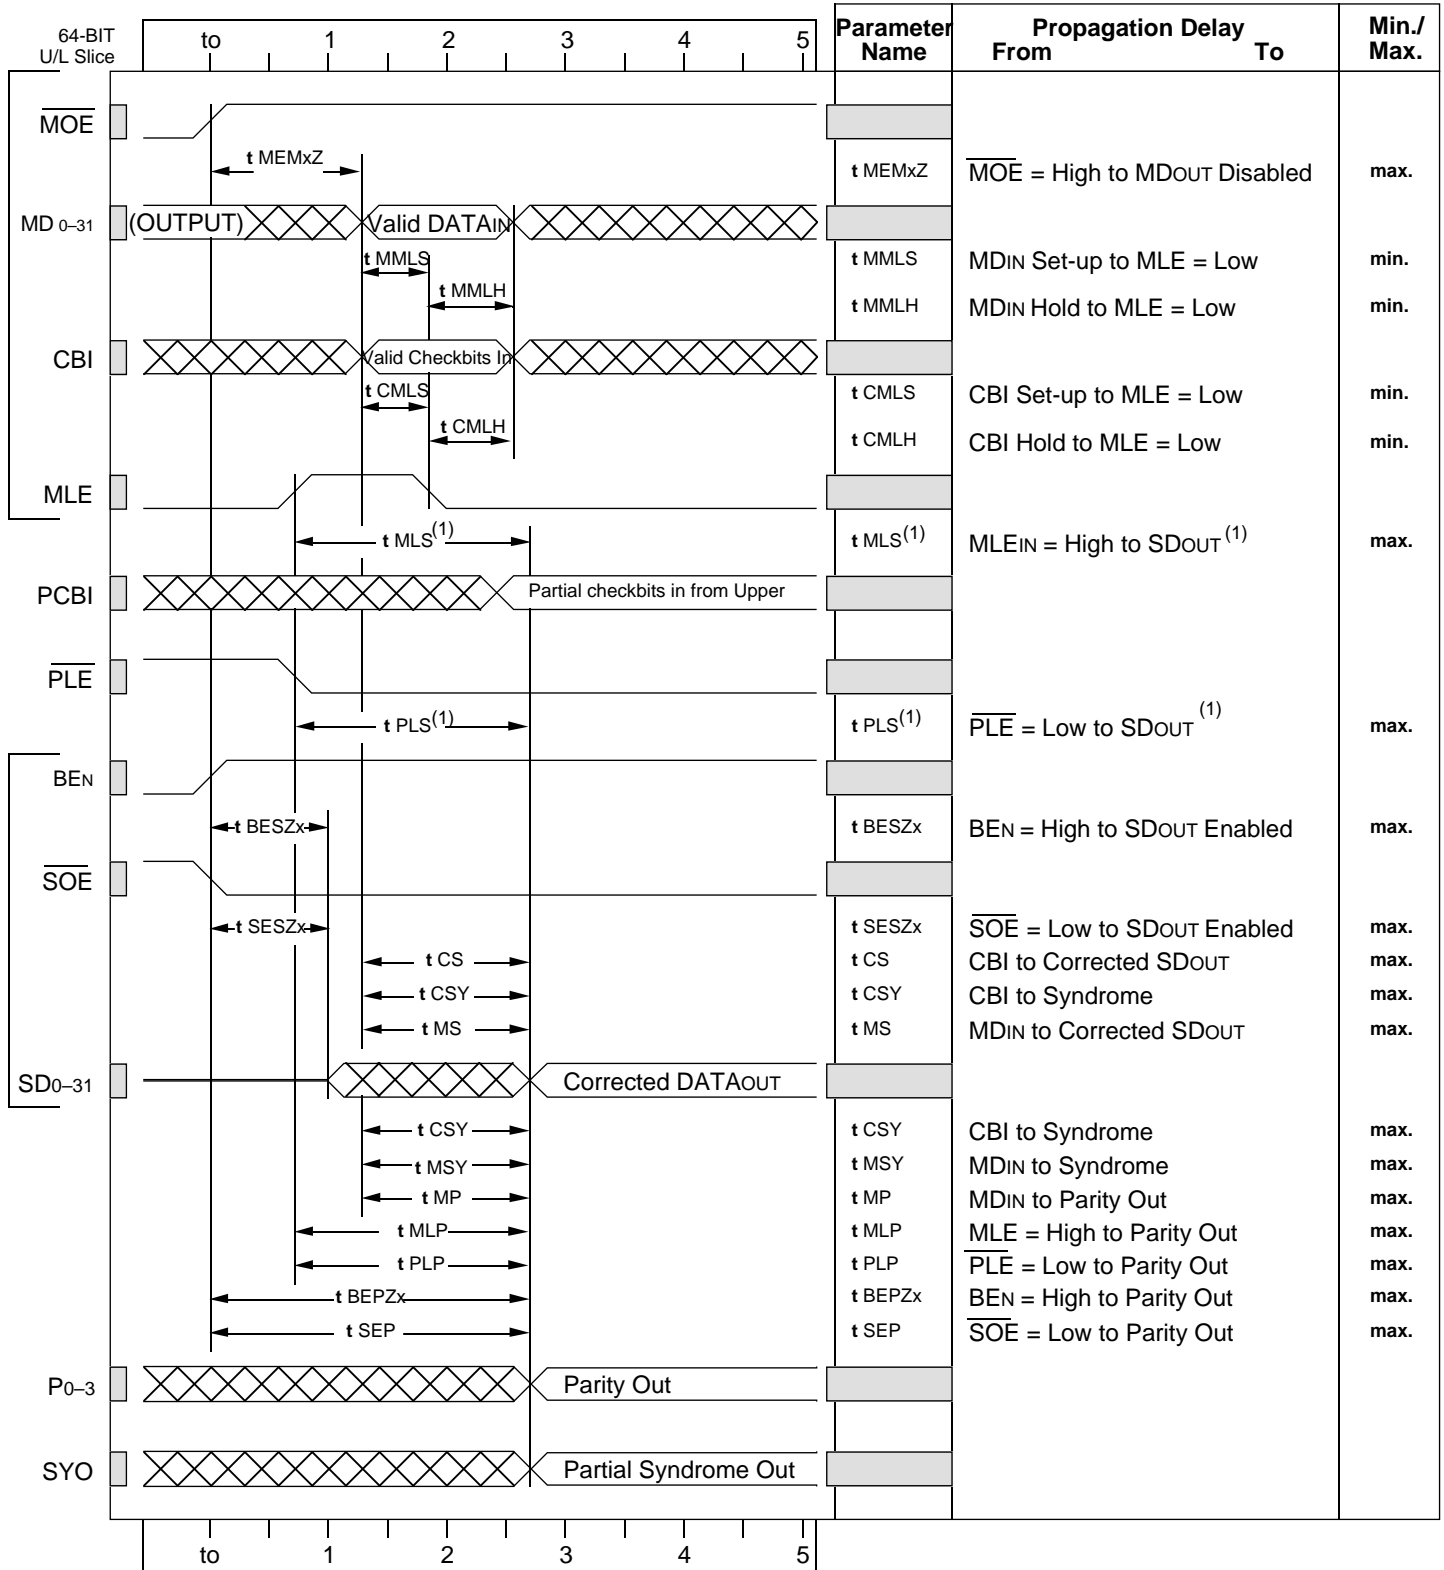 64-BIT
U/L Slice
to 1 2 3 4 5
Parameter
Name
Propagation Delay
From To
Min./
Max.
MOE
t MEMxZ
t MEMxZ MOE = High to MDOUT Disabled max.
MD 0–31 (OUTPUT) Valid DATAIN
t MMLS
t MMLS MDIN Set-up to MLE = Low min.
t MMLH
t MMLH MDIN Hold to MLE = Low min.
CBI Valid Checkbits In
t CMLS
t CMLS CBI Set-up to MLE = Low min.
t CMLH
t CMLH CBI Hold to MLE = Low min.
MLE
t MLS(1)
t MLS(1) MLEIN = High to SDOUT (1) max.
PCBI Partial checkbits in from Upper
PLE
t PLS(1)
t PLS(1) PLE = Low to SDOUT (1) max.
BEN
t BESZx
t BESZx BEN = High to SDOUT Enabled max.
SOE
t SESZx
t SESZx SOE = Low to SDOUT Enabled max.
t CS
t CS CBI to Corrected SDOUT max.
t CSY
t CSY CBI to Syndrome max.
t MS
t MS MDIN to Corrected SDOUT max.
SD0–31 Corrected DATAOUT
t CSY
t CSY CBI to Syndrome max.
t MSY
t MSY MDIN to Syndrome max.
t MP
t MP MDIN to Parity Out max.
t MLP
t MLP MLE = High to Parity Out max.
t PLP
t PLP PLE = Low to Parity Out max.
t BEPZx
t BEPZx BEN = High to Parity Out max.
t SEP
t SEP SOE = Low to Parity Out max.
P0–3 Parity Out
SYO Partial Syndrome Out
to 1 2 3 4 5